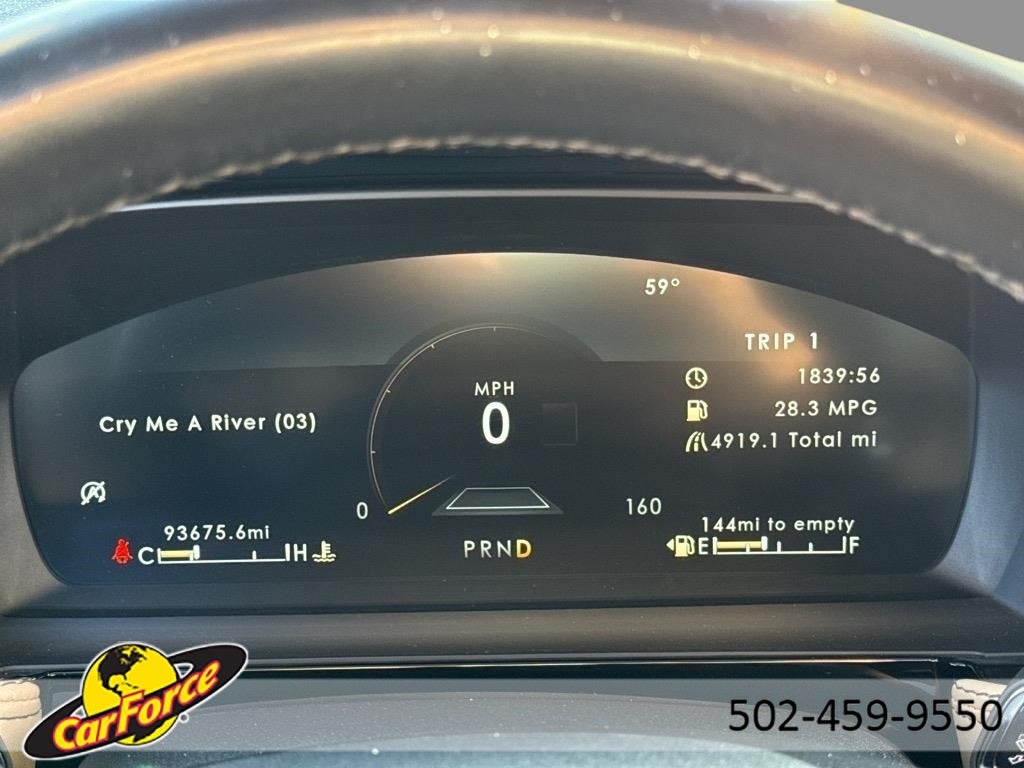 59°
TRIP 1
1839:56
28.3 MPG
4919.1 Total mi
MPH
0
Cry Me A River (03)
0
160
93675.6mi
C H
PRND
144mi to empty
E F
CarForce
502-459-9550